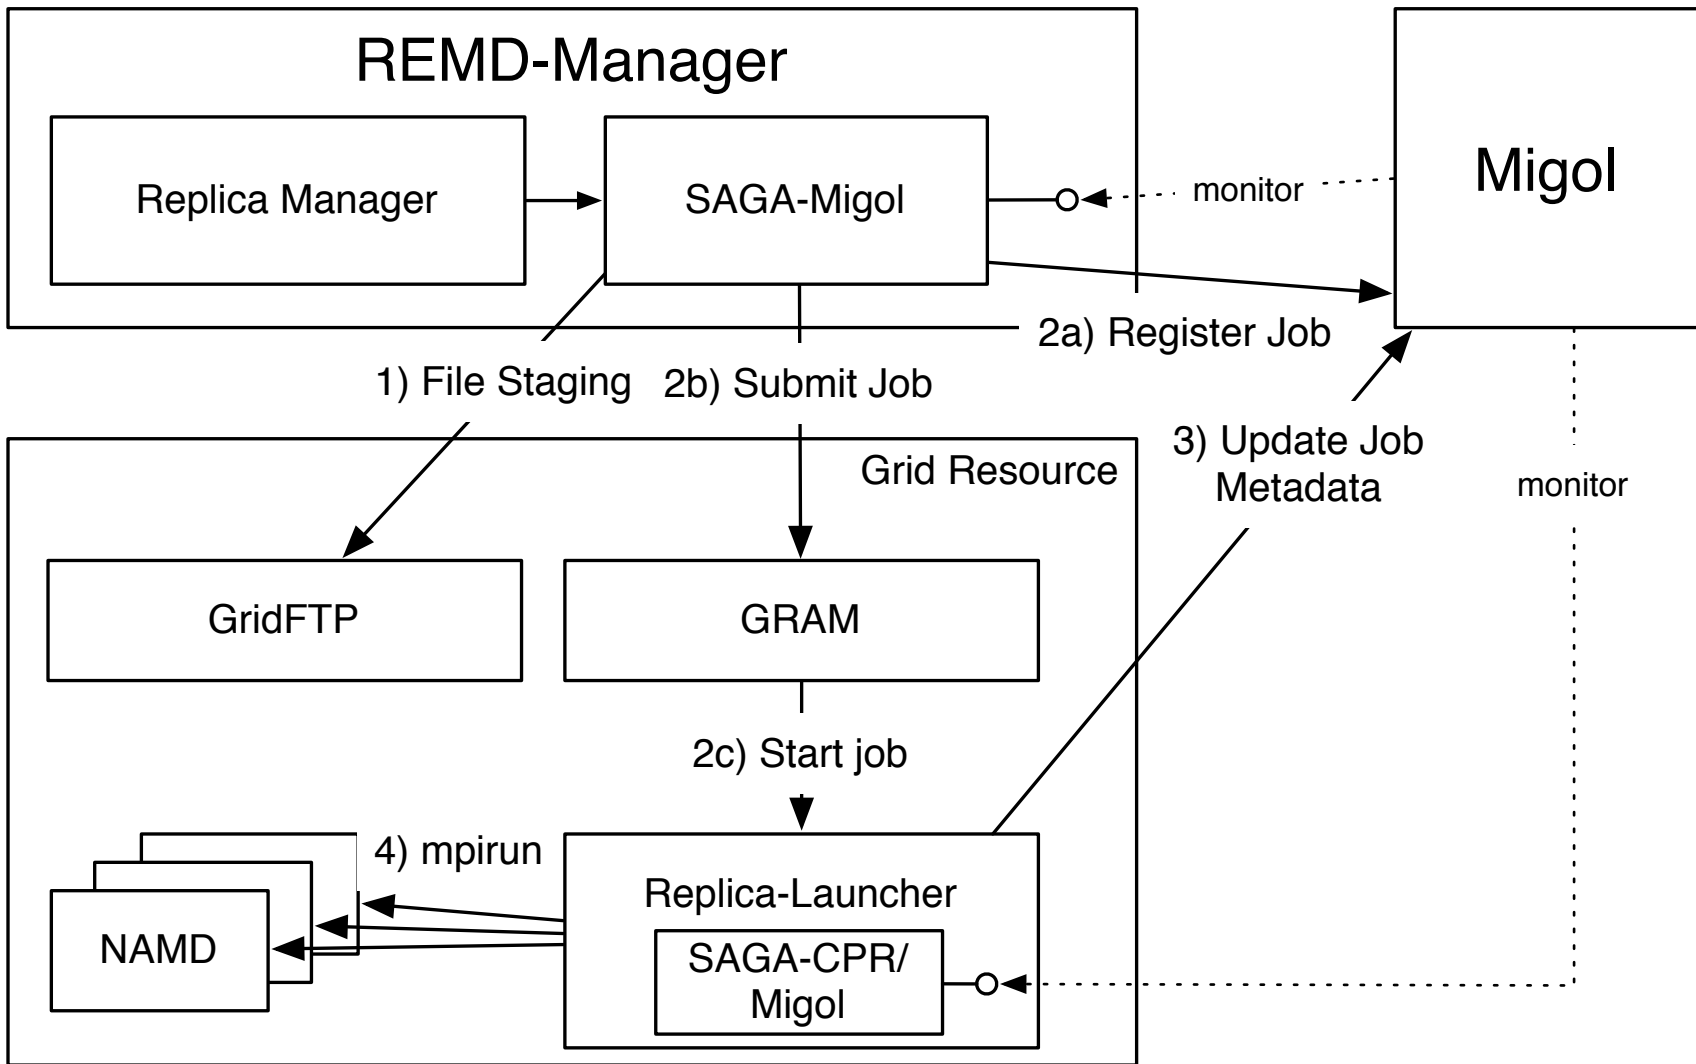 REMD-Manager
Replica Manager
SAGA-Migol
monitor
Migol
2a) Register Job
1) File Staging
2b) Submit Job
3) Update Job
Metadata
monitor
Grid Resource
GridFTP
GRAM
2c) Start job
4) mpirun
Replica-Launcher
NAMD
SAGA-CPR/
Migol